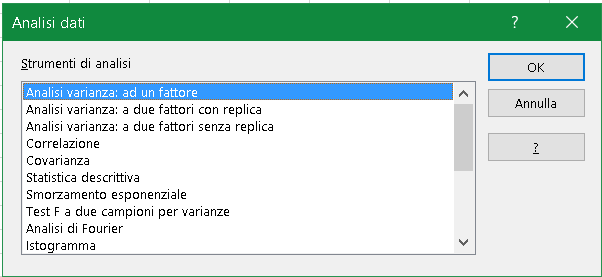 Analisi dati
?
Strumenti di analisi
Analisi varianza: ad un fattore
Analisi varianza: a due fattori con replica
Analisi varianza: a due fattori senza replica
Correlazione
Covarianza
Statistica descrittiva
Smorzamento esponenziale
Test F a due campioni per varianze
Analisi di Fourier
Istogramma
OK
Annulla
?